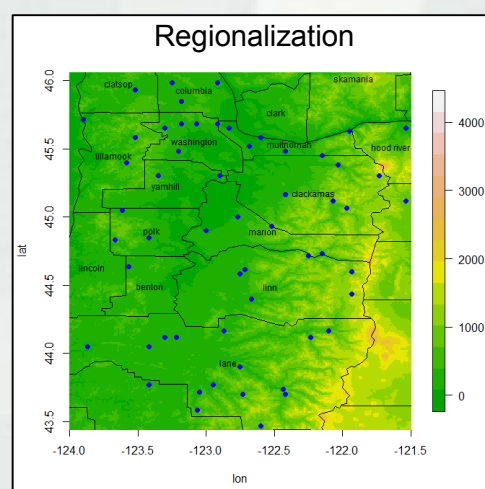 Regionalization
skamania
clatsop
columbia
clark
washington
multnomah
hood river
tillamook
yamhill
clackamas
polk
marion
lincoln
benton
linn
lane
lat
46.0
45.5
45.0
44.5
44.0
43.5
-124.0 -123.5 -123.0 -122.5 -122.0 -121.5
lon
4000
3000
2000
1000
0